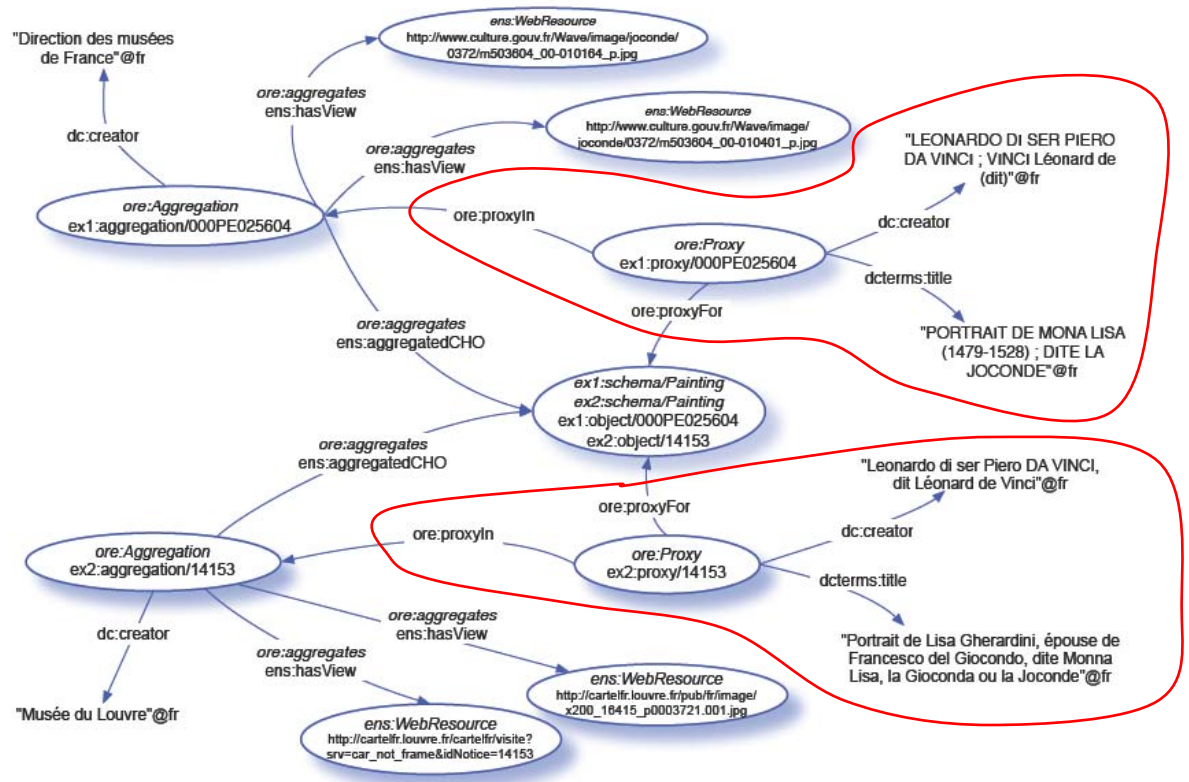 ens:WebResource
http://www.culture.gouv.fr/Wave/image/joconde/
0372/m503604_00-010164_p.jpg
"Direction des musées
de France"@fr
ore:aggregates
ens:hasView
dc:creator
ens:WebResource
http://www.culture.gouv.fr/Wave/image/
joconde/0372/m503604_00-010401_p.jpg
ore:aggregates
ens:hasView
"LEONARDO DI SER PIERO
DA VINCI ; VINCI Léonard de
(dit)"@fr
ore:Aggregation
ex1:aggregation/000PE025604
ore:proxyIn
dc:creator
ore:Proxy
ex1:proxy/000PE025604
dcterms:title
ore:proxyFor
"PORTRAIT DE MONA LISA
(1479-1528) ; DITE LA
JOCONDE"@fr
ore:aggregates
ens:aggregatedCHO
ex1:schema/Painting
ex2:schema/Painting
ex1:object/000PE025604
ex2:object/14153
ore:aggregates
ens:aggregatedCHO
"Leonardo di ser Piero DA VINCI,
dit Léonard de Vinci"@fr
ore:proxyFor
ore:proxyIn
dc:creator
ore:Aggregation
ex2:aggregation/14153
ore:Proxy
ex2:proxy/14153
dcterms:title
ore:aggregates
ens:hasView
dc:creator
ore:aggregates
ens:hasView
"Portrait de Lisa Gherardini, épouse de
Francesco del Giocondo, dite Monna
Lisa, la Gioconda ou la Joconde"@fr
ens:WebResource
http://cartelfr.louvre.fr/pub/fr/image/
x200_16415_p0003721.001.jpg
"Musée du Louvre"@fr
ens:WebResource
http://cartelfr.louvre.fr/cartelfr/visite?
srv=car_not_frame&idNotice=14153